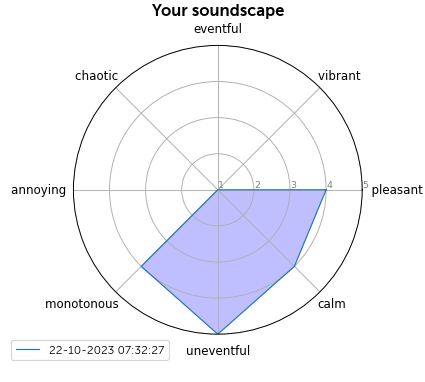 Your soundscape
eventful
chaotic
vibrant
annoying
1 2 3 4 5
pleasant
monotonous
calm
uneventful
22-10-2023 07:32:27